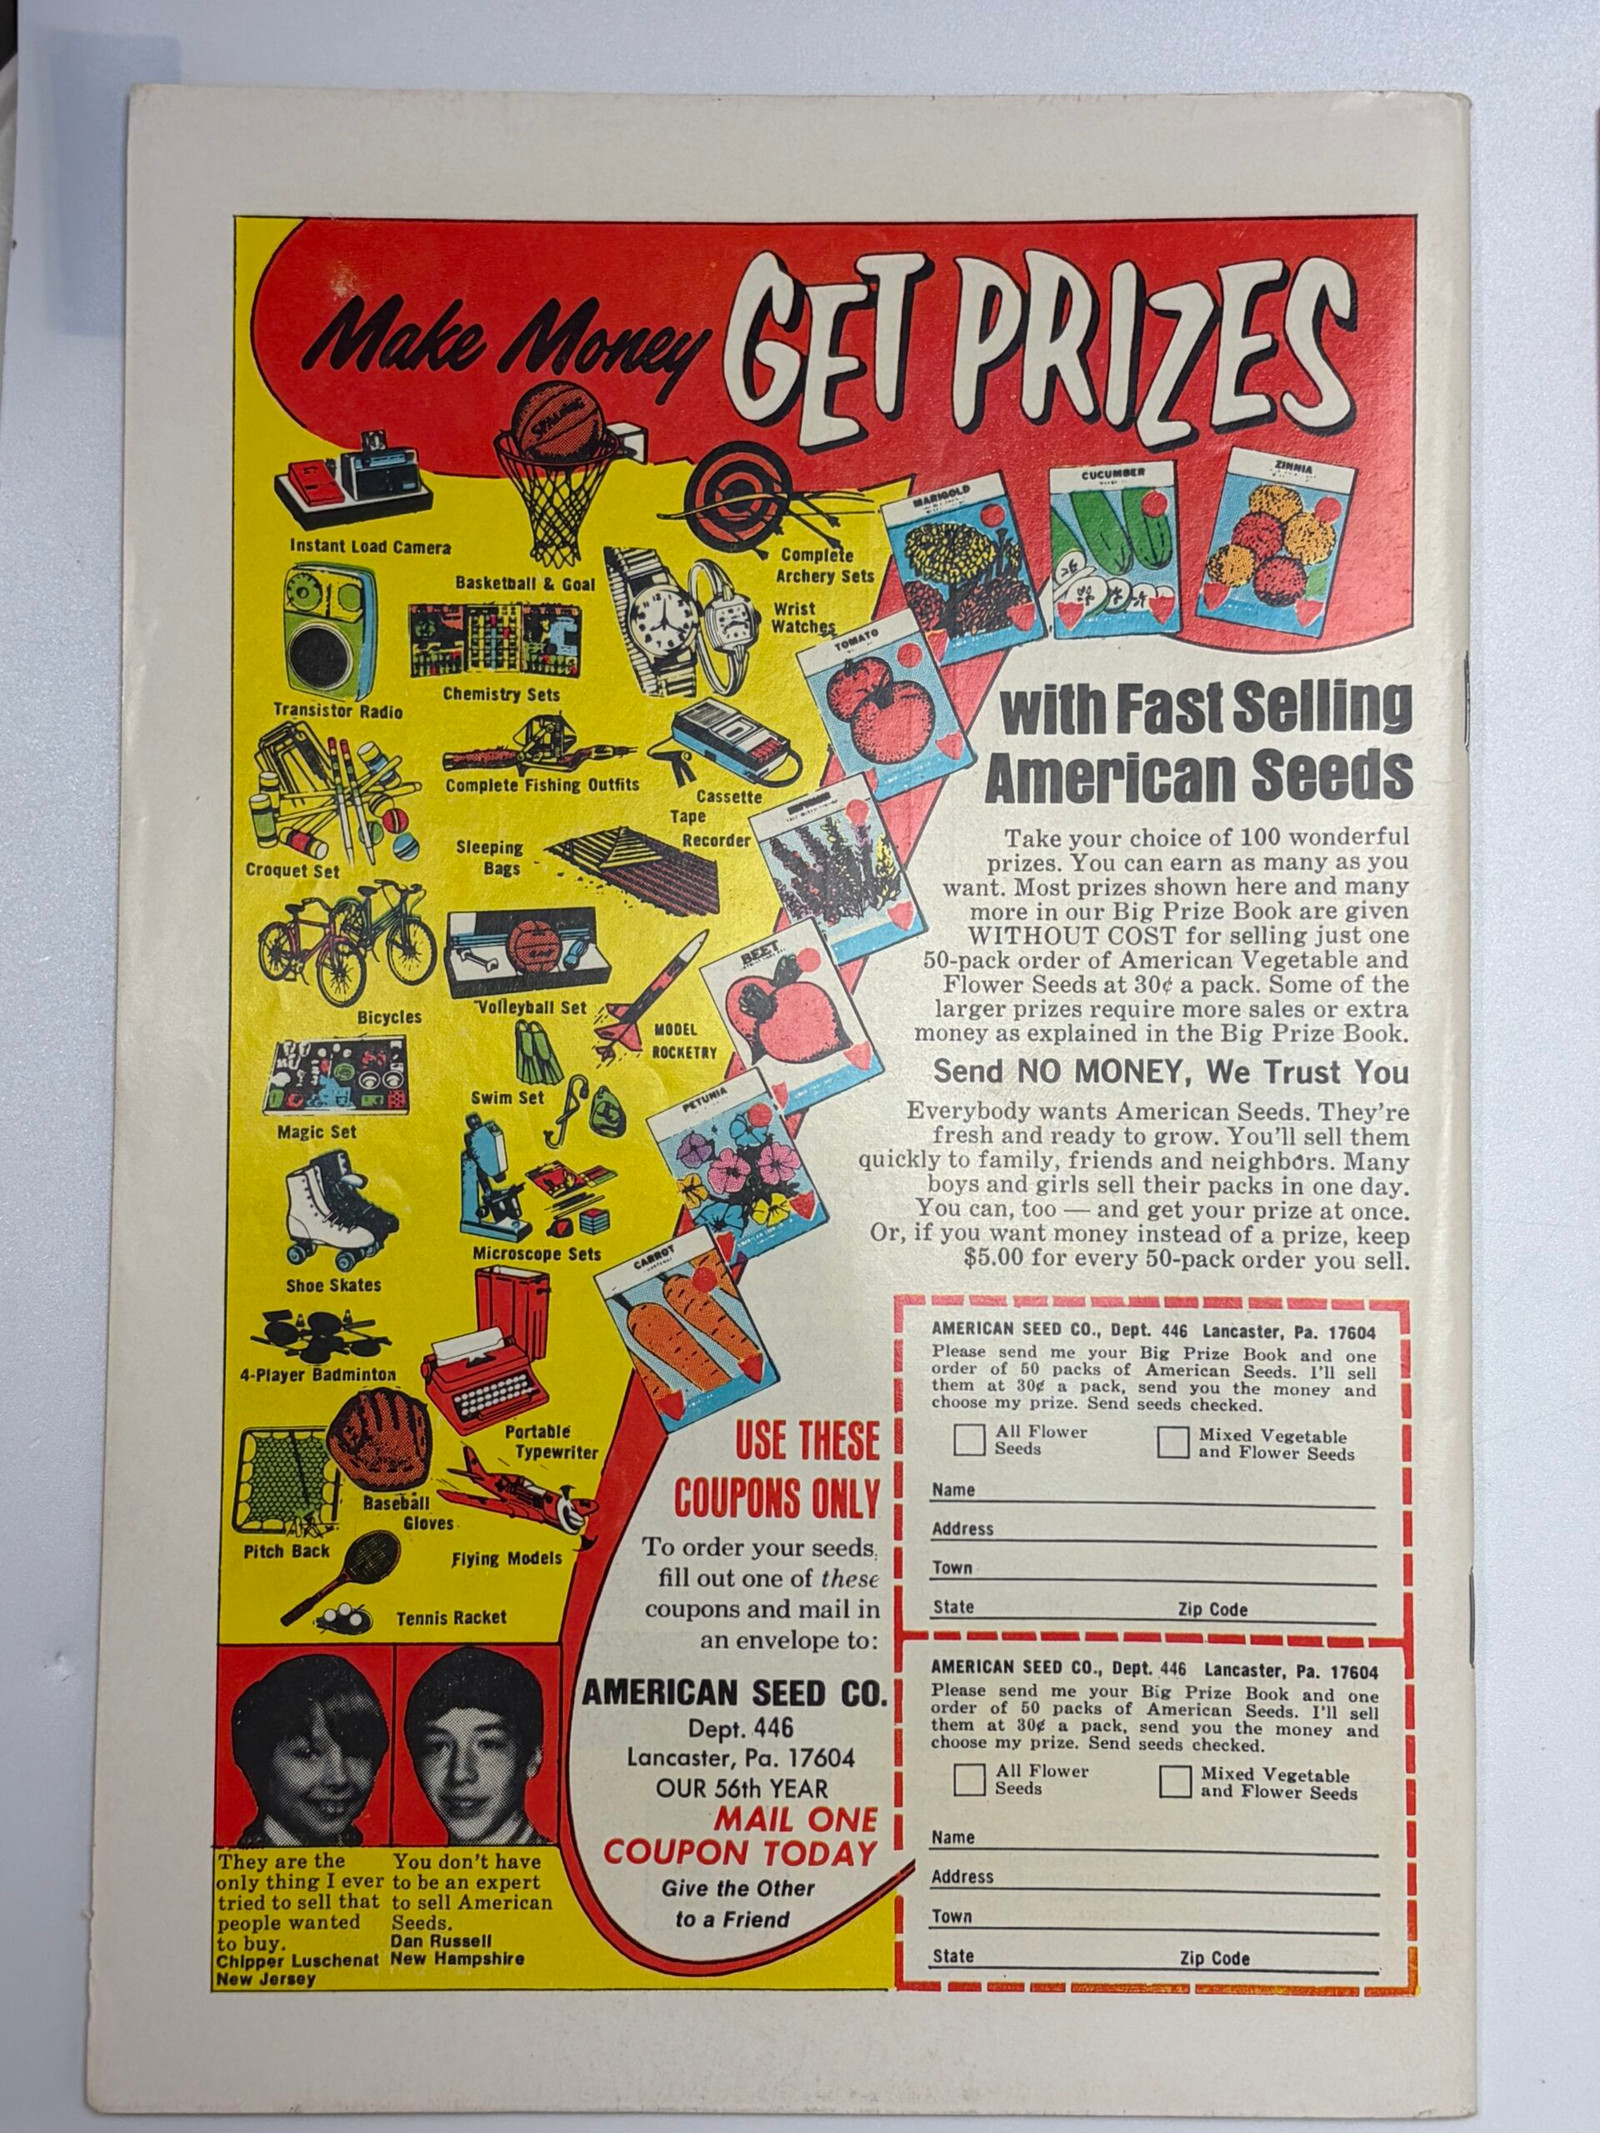 Make Money GET PRIZES
SPALDING
Instant Load Camera
Basketball & Goal
Complete
Archery Sets
Wrist
Watches
Transistor Radio
Chemistry Sets
Complete Fishing Outfits
Cassette
Tape
Recorder
Croquet Set
Sleeping
Bags
Bicycles
Volleyball Set
MODEL
ROCKETRY
Swim Set
Magic Set
Microscope Sets
Shoe Skates
4-Player Badminton
Portable
Typewriter
Baseball
Gloves
Pitch Back
Flying Models
Tennis Racket
MARIGOLD
CUCUMBER
ZINNIA
TOMATO
BEET
PETUNIA
CARROT
with Fast Selling
American Seeds
Take your choice of 100 wonderful
prizes. You can earn as many as you
want. Most prizes shown here and many
more in our Big Prize Book are given
WITHOUT COST for selling just one
50-pack order of American Vegetable and
Flower Seeds at 30¢ a pack. Some of the
larger prizes require more sales or extra
money as explained in the Big Prize Book.
Send NO MONEY, We Trust You
Everybody wants American Seeds. They're
fresh and ready to grow. You'll sell them
quickly to family, friends and neighbors. Many
boys and girls sell their packs in one day.
You can, too — and get your prize at once.
Or, if you want money instead of a prize, keep
$5.00 for every 50-pack order you sell.
USE THESE
COUPONS ONLY
To order your seeds,
fill out one of these
coupons and mail in
an envelope to:
AMERICAN SEED CO.
Dept. 446
Lancaster, Pa. 17604
OUR 56th YEAR
MAIL ONE
COUPON TODAY
Give the Other
to a Friend
AMERICAN SEED CO., Dept. 446 Lancaster, Pa. 17604
Please send me your Big Prize Book and one
order of 50 packs of American Seeds. I'll sell
them at 30¢ a pack, send you the money and
choose my prize. Send seeds checked.
All Flower
Seeds
Mixed Vegetable
and Flower Seeds
Name
Address
Town
State Zip Code
AMERICAN SEED CO., Dept. 446 Lancaster, Pa. 17604
Please send me your Big Prize Book and one
order of 50 packs of American Seeds. I'll sell
them at 30¢ a pack, send you the money and
choose my prize. Send seeds checked.
All Flower
Seeds
Mixed Vegetable
and Flower Seeds
Name
Address
Town
State Zip Code
They are the
only thing I ever
tried to sell that
people wanted
to buy.
Chipper Luschenat
New Jersey
You don't have
to be an expert
to sell American
Seeds.
Dan Russell
New Hampshire